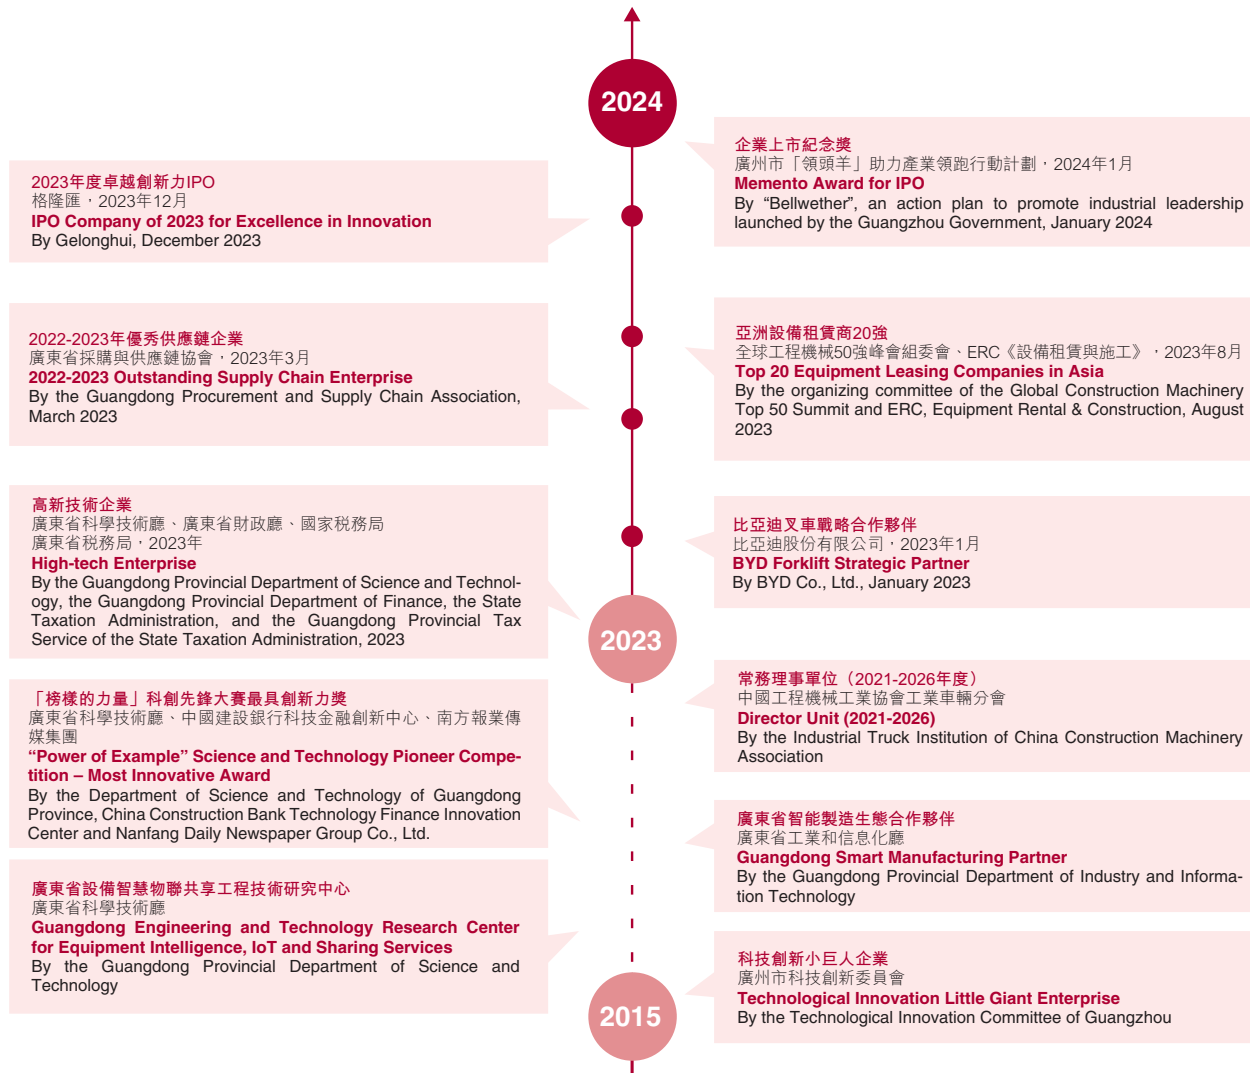 2024
企業上市紀念獎
廣州市「領頭羊」助力產業領跑行動計劃，2024年1月
Memento Award for IPO
By “Bellwether”, an action plan to promote industrial leadership
launched by the Guangzhou Government, January 2024
2023年度卓越創新力IPO
格隆匯，2023年12月
IPO Company of 2023 for Excellence in Innovation
By Gelonghui, December 2023
亞洲設備租賃商20強
全球工程機械50強峰會組委會、ERC《設備租賃與施工》，2023年8月
Top 20 Equipment Leasing Companies in Asia
By the organizing committee of the Global Construction Machinery
Top 50 Summit and ERC, Equipment Rental & Construction, August
2023
2022-2023年優秀供應鏈企業
廣東省採購與供應鏈協會，2023年3月
2022-2023 Outstanding Supply Chain Enterprise
By the Guangdong Procurement and Supply Chain Association,
March 2023
比亞迪叉車戰略合作夥伴
比亞迪股份有限公司，2023年1月
BYD Forklift Strategic Partner
By BYD Co., Ltd., January 2023
高新技術企業
廣東省科學技術廳、廣東省財政廳、國家税務局
廣東省税務局，2023年
High-tech Enterprise
By the Guangdong Provincial Department of Science and Technol-
ogy, the Guangdong Provincial Department of Finance, the State
Taxation Administration, and the Guangdong Provincial Tax
Service of the State Taxation Administration, 2023
2023
常務理事單位（2021-2026年度）
中國工程機械工業協會工業車輛分會
Director Unit (2021-2026)
By the Industrial Truck Institution of China Construction Machinery
Association
「榜樣的力量」科創先鋒大賽最具創新力獎
廣東省科學技術廳、中國建設銀行科技金融創新中心、南方報業傳
媒集團
“Power of Example” Science and Technology Pioneer Compe-
tition – Most Innovative Award
By the Department of Science and Technology of Guangdong
Province, China Construction Bank Technology Finance Innovation
Center and Nanfang Daily Newspaper Group Co., Ltd.
廣東省智能製造生態合作夥伴
廣東省工業和信息化廳
Guangdong Smart Manufacturing Partner
By the Guangdong Provincial Department of Industry and Informa-
tion Technology
廣東省設備智慧物聯共享工程技術研究中心
廣東省科學技術廳
Guangdong Engineering and Technology Research Center
for Equipment Intelligence, IoT and Sharing Services
By the Guangdong Provincial Department of Science and
Technology
科技創新小巨人企業
廣州市科技創新委員會
Technological Innovation Little Giant Enterprise
By the Technological Innovation Committee of Guangzhou
2015